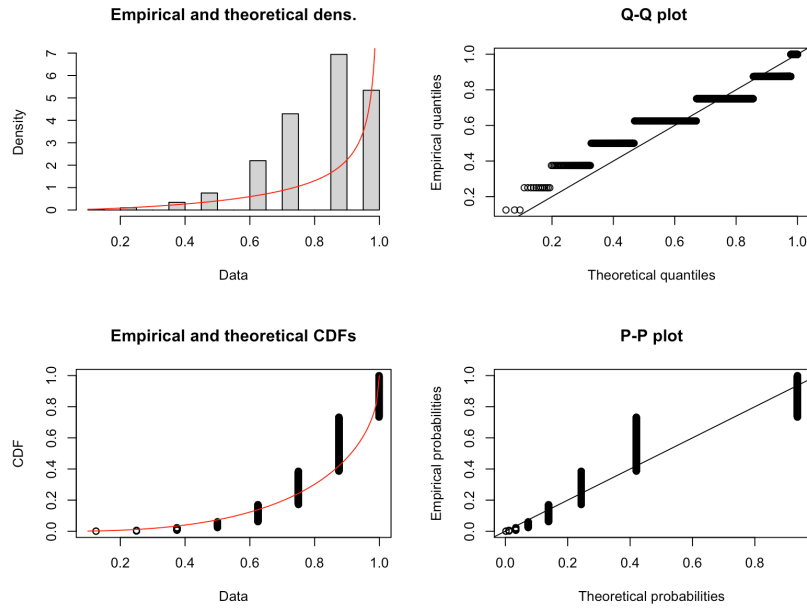 Empirical and theoretical dens.
Density
0 1 2 3 4 5 6 7
0.2 0.4 0.6 0.8 1.0
Data
Q-Q plot
Empirical quantiles
0.2 0.4 0.6 0.8 1.0
0.2 0.4 0.6 0.8 1.0
Theoretical quantiles
Empirical and theoretical CDFs
CDF
0.0 0.2 0.4 0.6 0.8 1.0
0.2 0.4 0.6 0.8 1.0
Data
P-P plot
Empirical probabilities
0.0 0.2 0.4 0.6 0.8 1.0
0.0 0.2 0.4 0.6 0.8
Theoretical probabilities